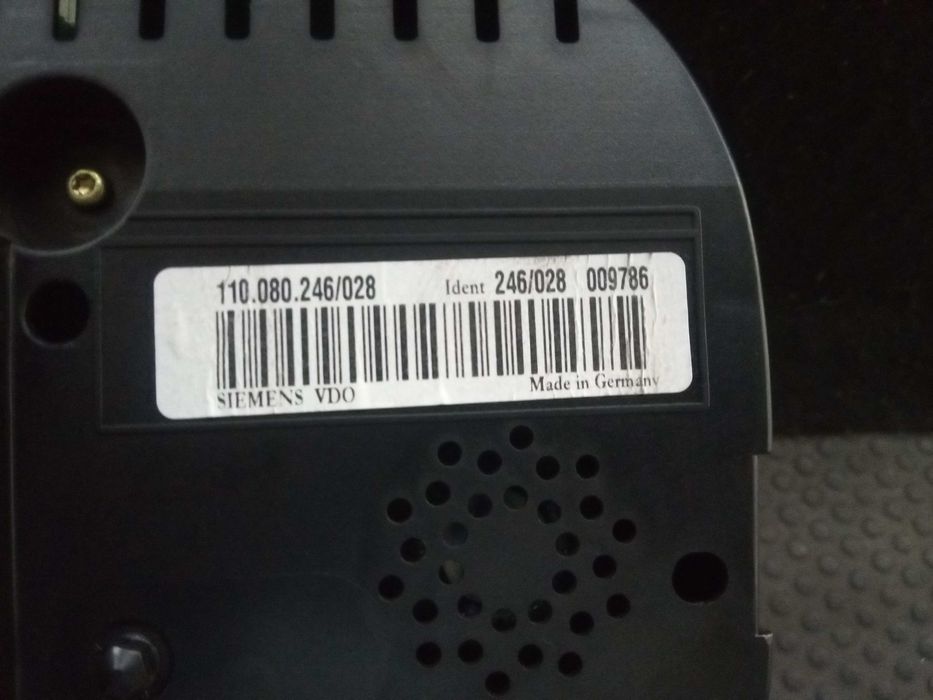 110.080.246/028 Ident 246/028 009786
SIEMENS VDO Made in Germany